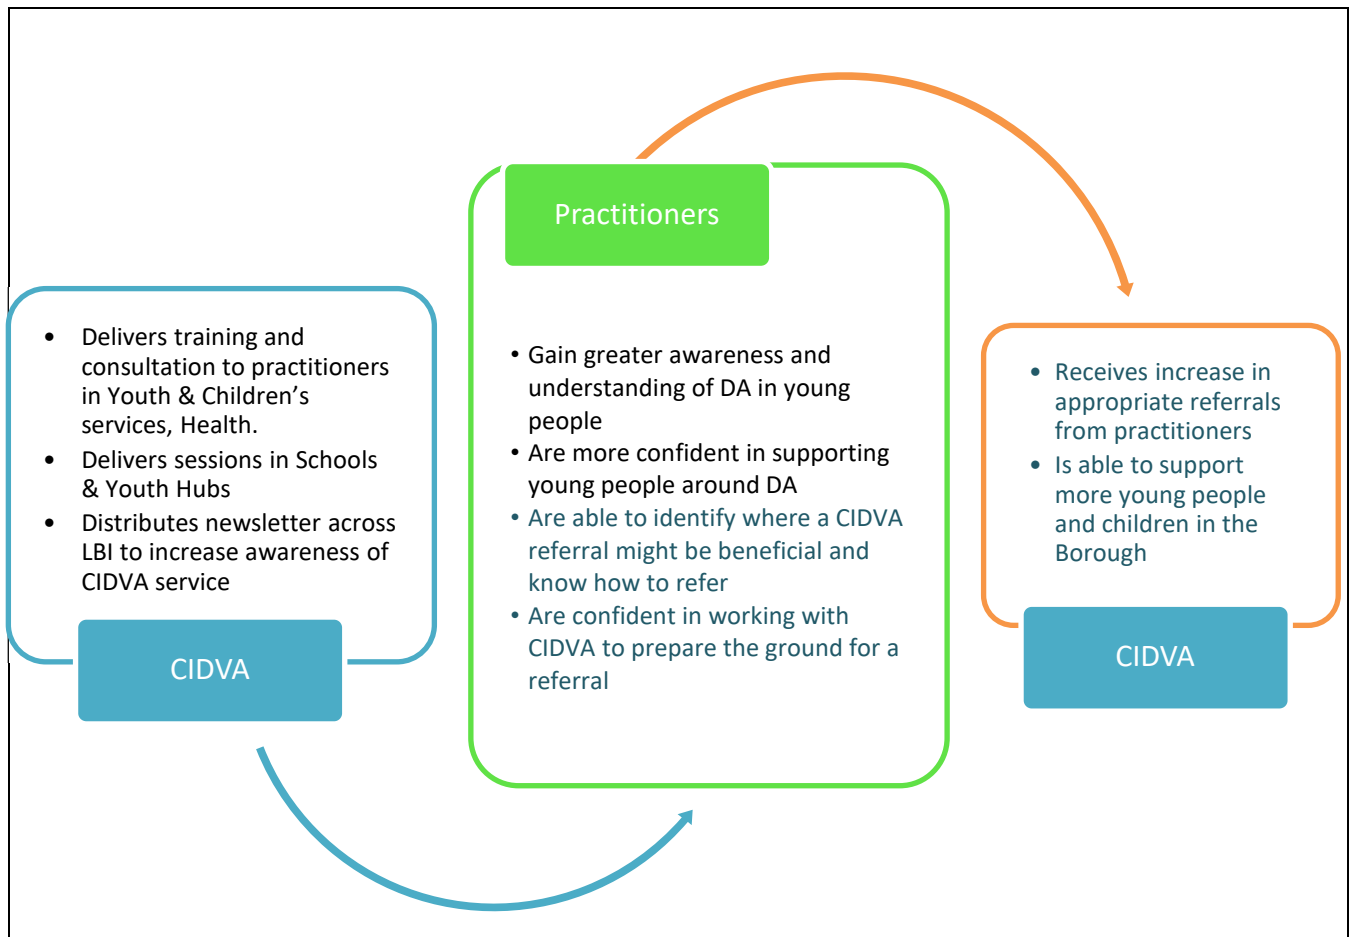 • Delivers training and
consultation to practitioners
in Youth & Children’s
services, Health.
• Delivers sessions in Schools
& Youth Hubs
• Distributes newsletter across
LBI to increase awareness of
CIDVA service
CIDVA
Practitioners
• Gain greater awareness and
understanding of DA in young
people
• Are more confident in supporting
young people around DA
• Are able to identify where a CIDVA
referral might be beneficial and
know how to refer
• Are confident in working with
CIDVA to prepare the ground for a
referral
• Receives increase in
appropriate referrals
from practitioners
• Is able to support
more young people
and children in the
Borough
CIDVA